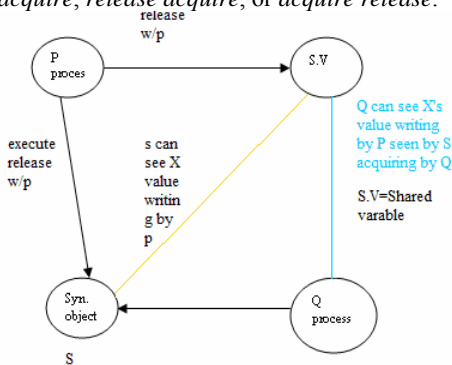 acquire, release acquire, or acquire release.
release
w/p
P
proces
S.V
execute
release
w/p
s can
see X
value
writin
g by
p
Q can see X's
value writing
by P seen by S
acquiring by Q
S.V=Shared
varable
Syn.
object
Q
process
S